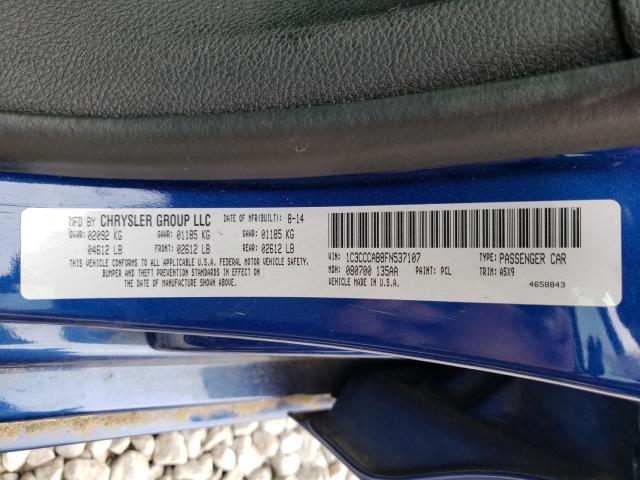 MFD BY CHRYSLER GROUP LLC DATE OF MFR(BUILT): 8-14
GVWR: 02092 KG GAWR: 01185 KG GAWR: 01185 KG
04612 LB FRONT: 02612 LB REAR: 02612 LB
THIS VEHICLE CONFORMS TO ALL APPLICABLE U.S.A. FEDERAL MOTOR VEHICLE SAFETY,
BUMPER AND THEFT PREVENTION STANDARDS IN EFFECT ON THE DATE
OF MANUFACTURE SHOWN ABOVE.
VIN: 1C3CCCAB8FN537107 TYPE: PASSENGER CAR
MDH: 080700 135AA PAINT: PCL TRIM: A5X9
VEHICLE MADE IN U.S.A. 4658843